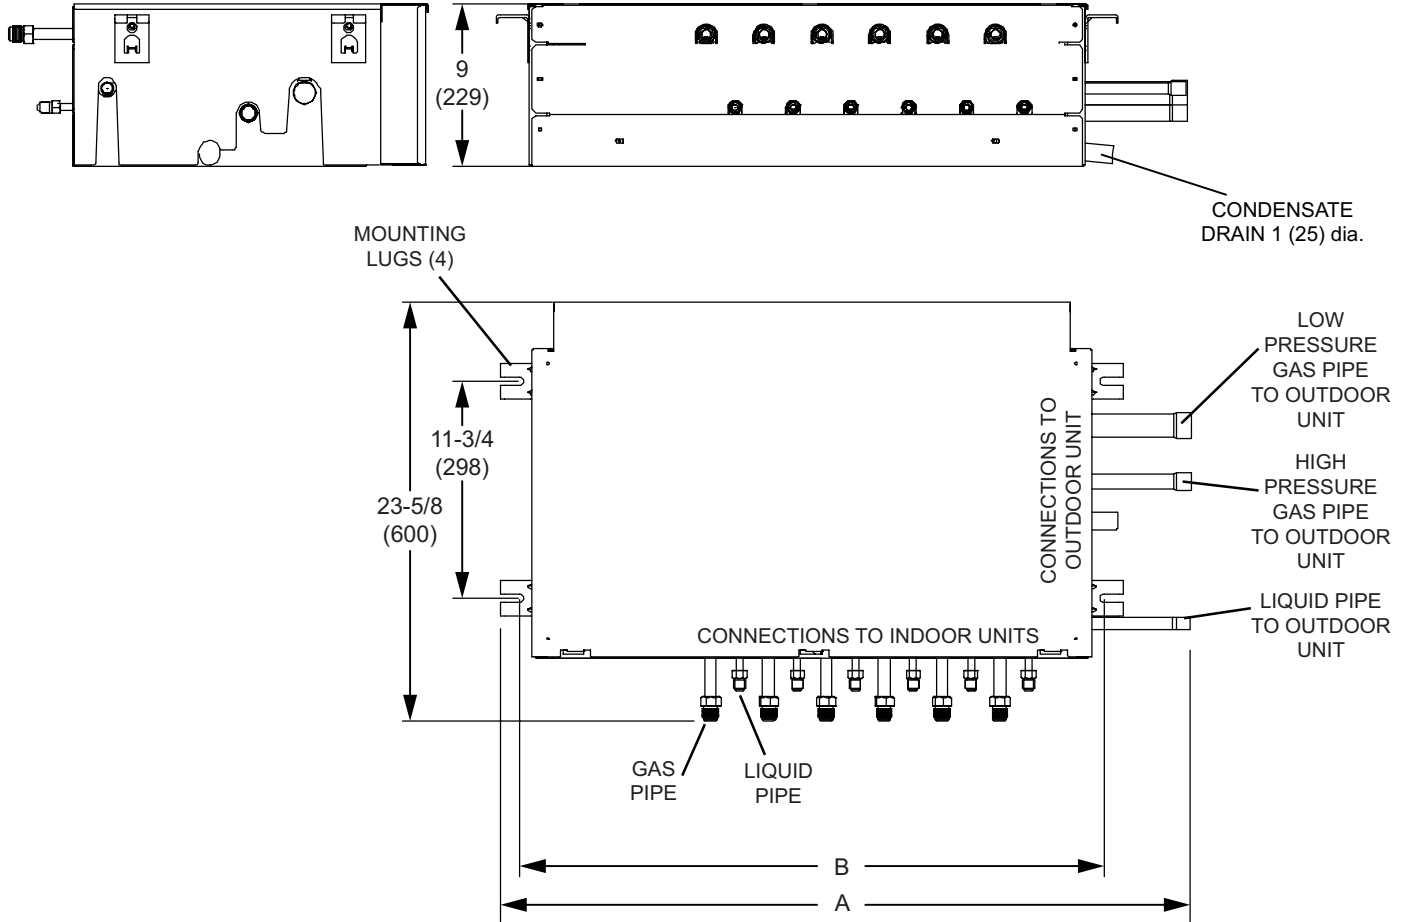 9
(229)
CONDENSATE
DRAIN 1 (25) dia.
MOUNTING
LUGS (4)
LOW
PRESSURE
GAS PIPE
TO OUTDOOR
UNIT
11-3/4
(298)
CONNECTIONS TO
OUTDOOR UNIT
HIGH
PRESSURE
GAS PIPE
TO OUTDOOR
UNIT
23-5/8
(600)
LIQUID PIPE
TO OUTDOOR
UNIT
CONNECTIONS TO INDOOR UNITS
GAS
PIPE
LIQUID
PIPE
B
A